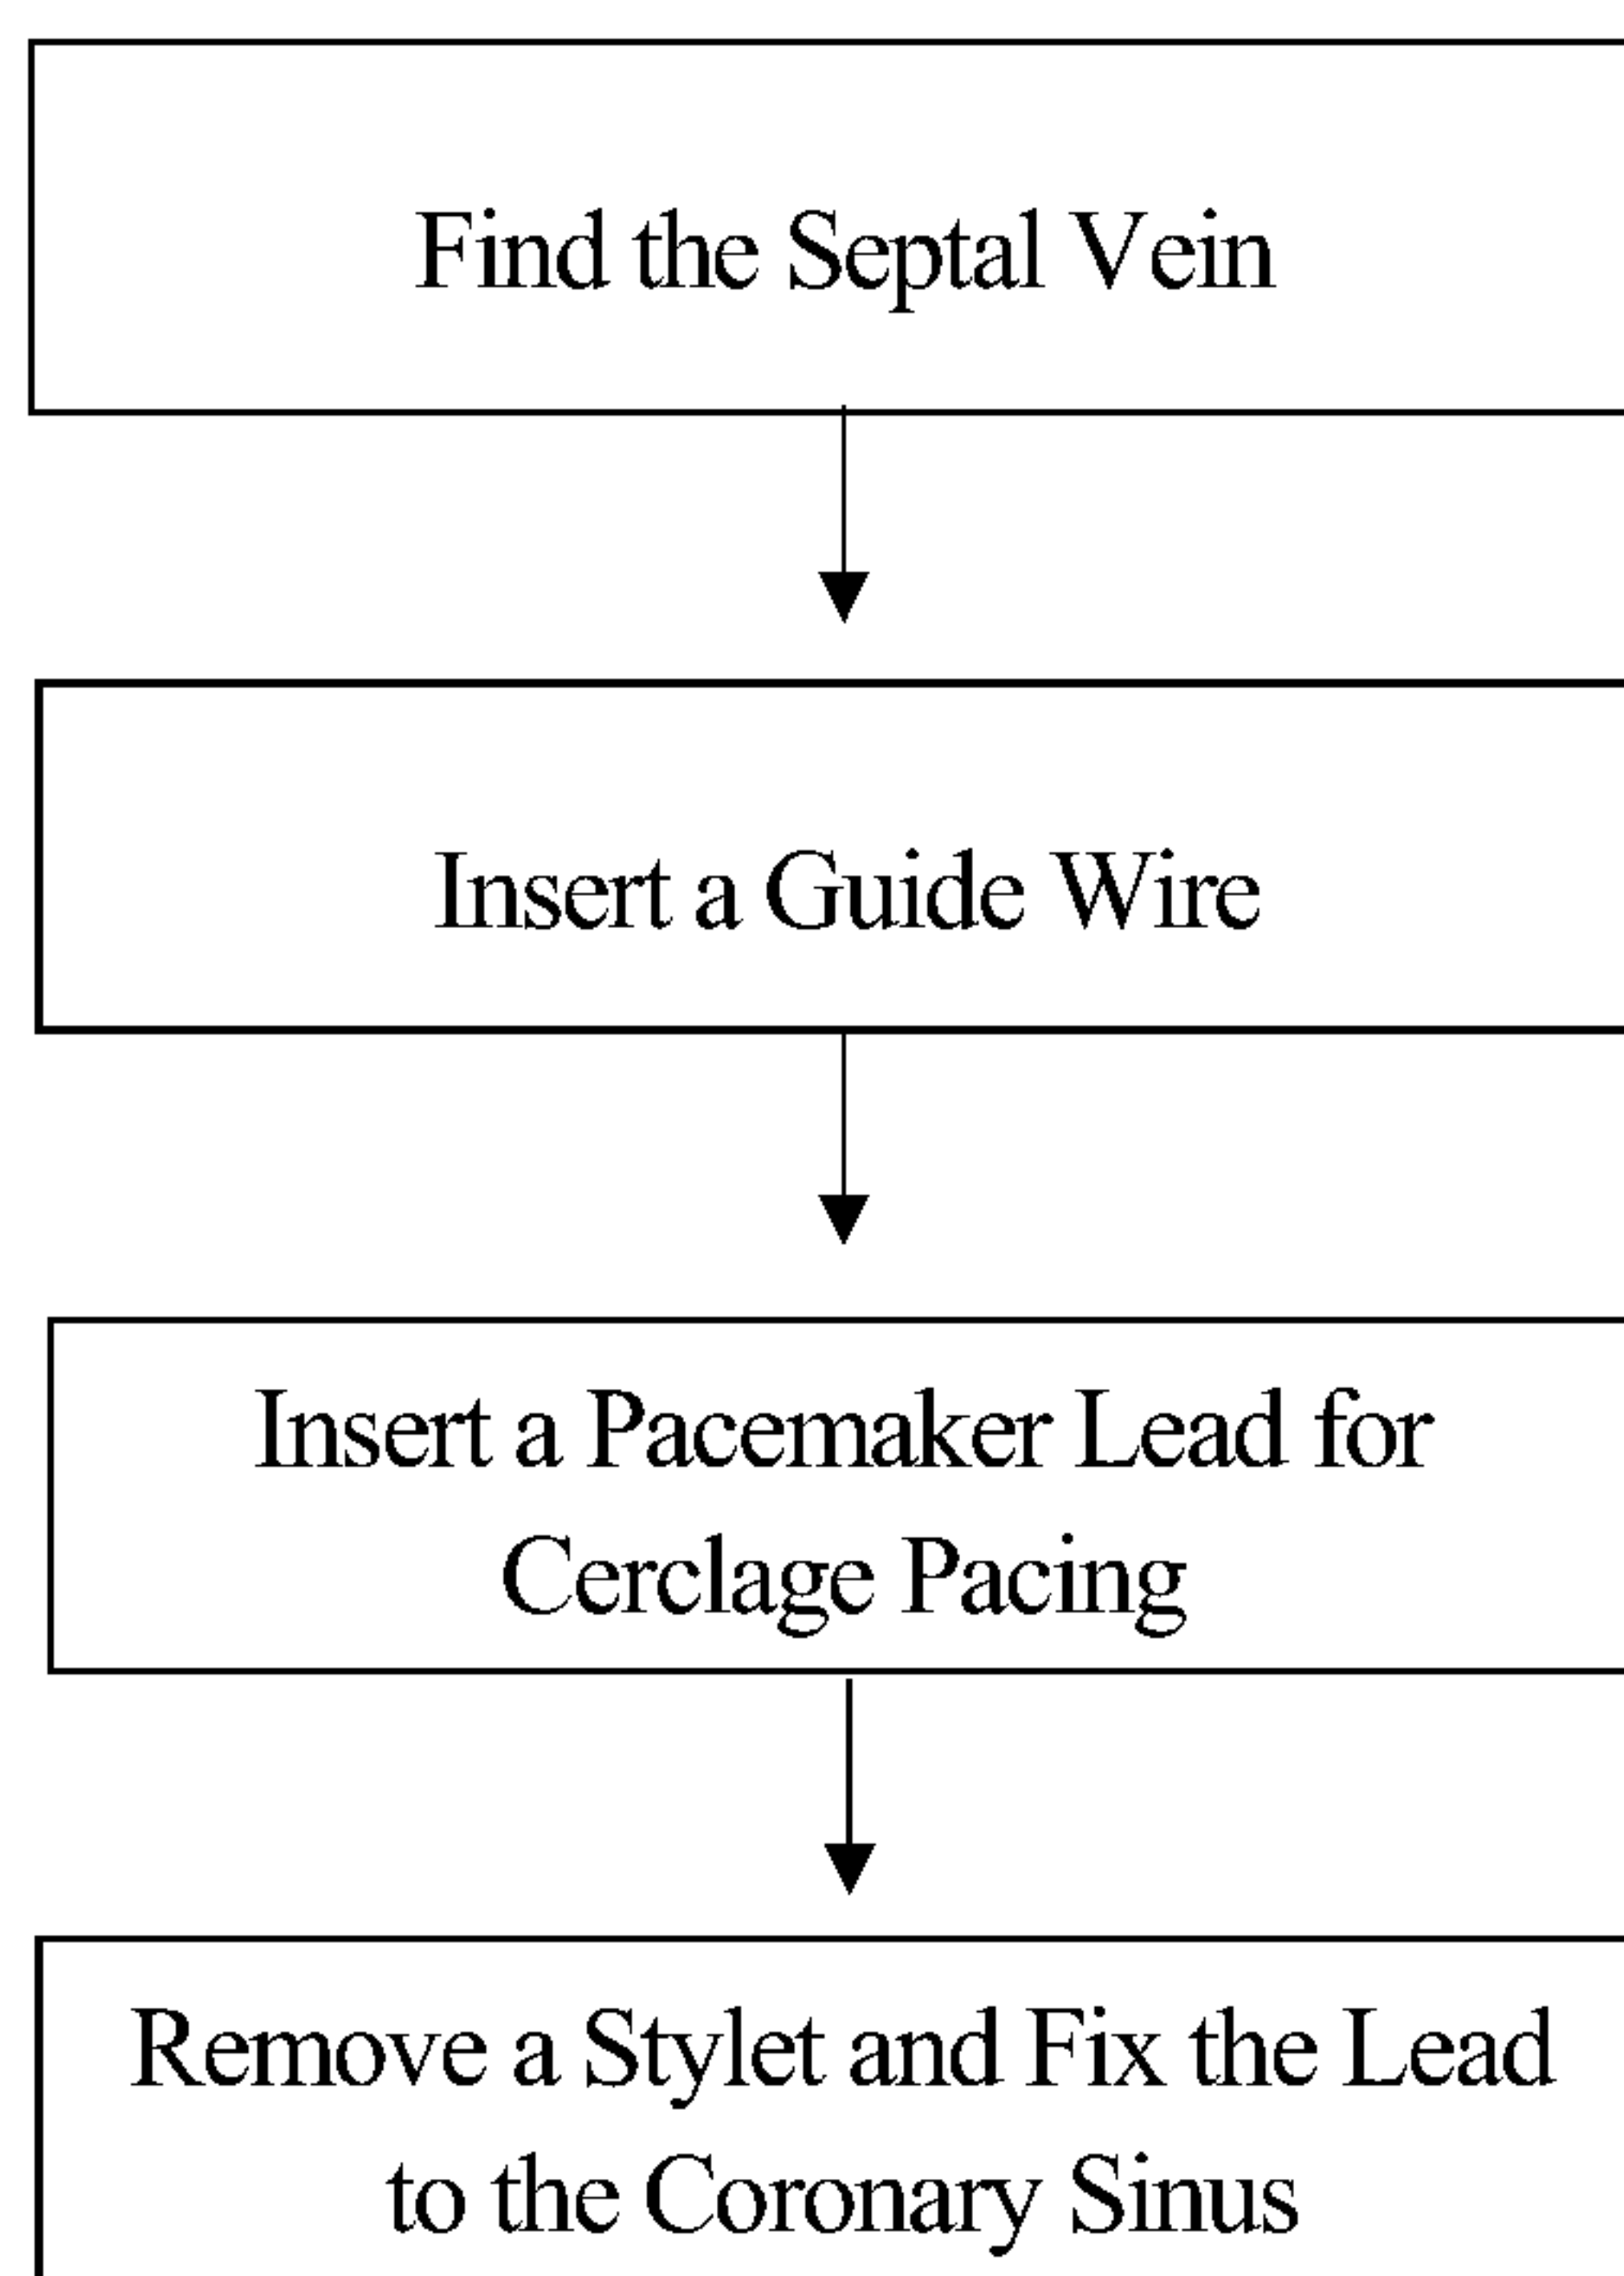 Find the Septal Vein
Insert a Guide Wire
Insert a Pacemaker Lead for
Cerclage Pacing
Remove a Stylet and Fix the Lead
to the Coronary Sinus